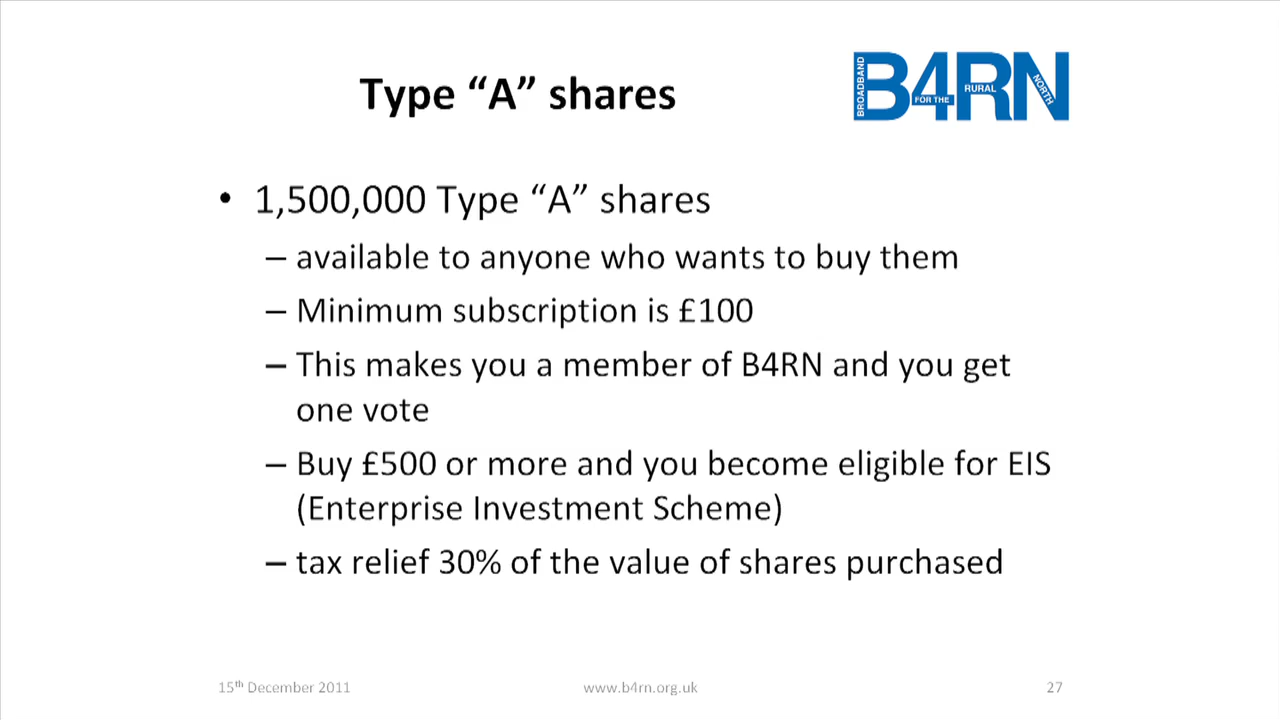 Type “A” shares
BROADBAND
B4RN
FOR THE
RURAL
NORTH
• 1,500,000 Type “A” shares
– available to anyone who wants to buy them
– Minimum subscription is £100
– This makes you a member of B4RN and you get
one vote
– Buy £500 or more and you become eligible for EIS
(Enterprise Investment Scheme)
– tax relief 30% of the value of shares purchased
15th December 2011
www.b4rn.org.uk
27